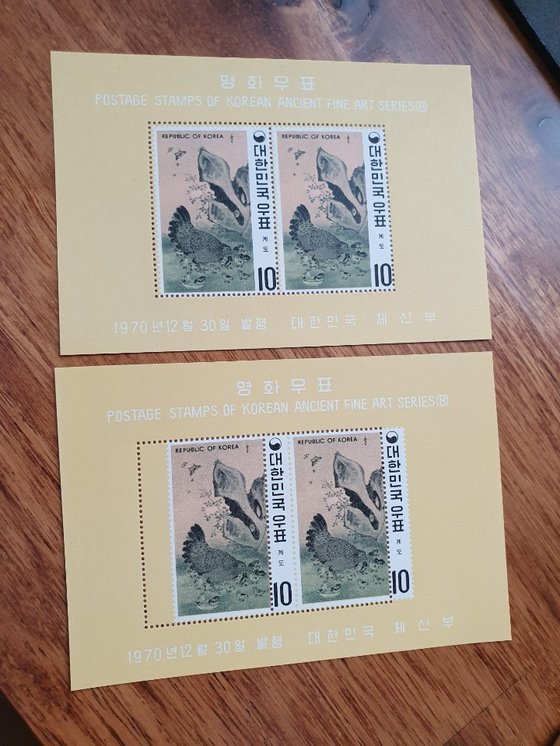 명화우표
POSTAGE STAMPS OF KOREAN ANCIENT FINE ART SERIES(8)
REPUBLIC OF KOREA
대한민국우표
계도
10
REPUBLIC OF KOREA
대한민국우표
계도
10
1970년12월 30일 발행 대한민국 체신부
명화우표
POSTAGE STAMPS OF KOREAN ANCIENT FINE ART SERIES(8)
REPUBLIC OF KOREA
대한민국우표
계도
10
REPUBLIC OF KOREA
대한민국우표
계도
10
1970년12월 30일 발행 대한민국 체신부